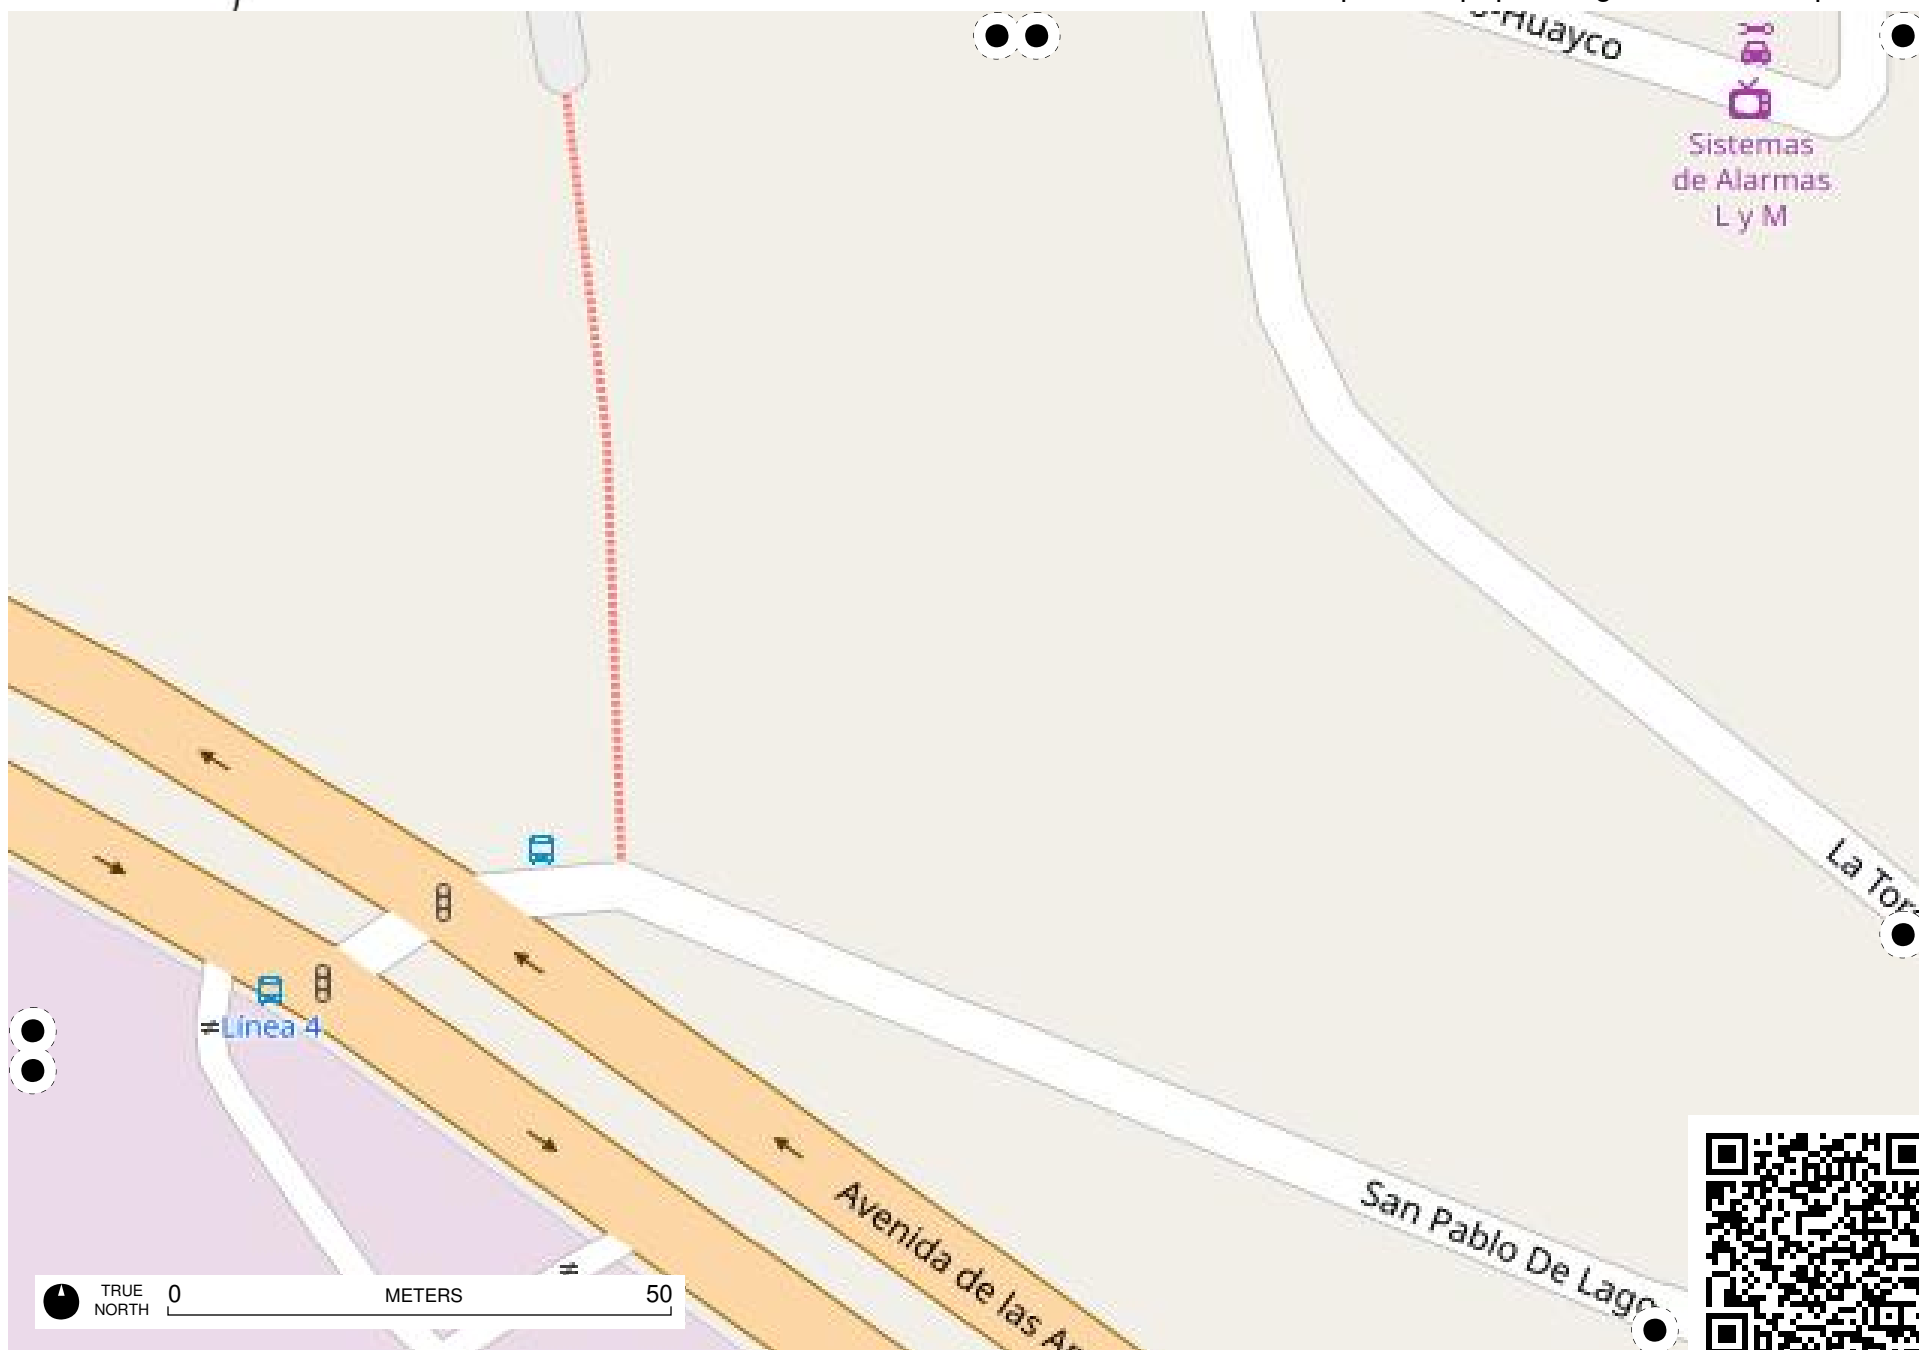 -Huayco
Sistemas
de Alarmas
L y M
La Tor
Línea 4
Avenida de las
San Pablo De Lago
TRUE
NORTH
0
METERS
50